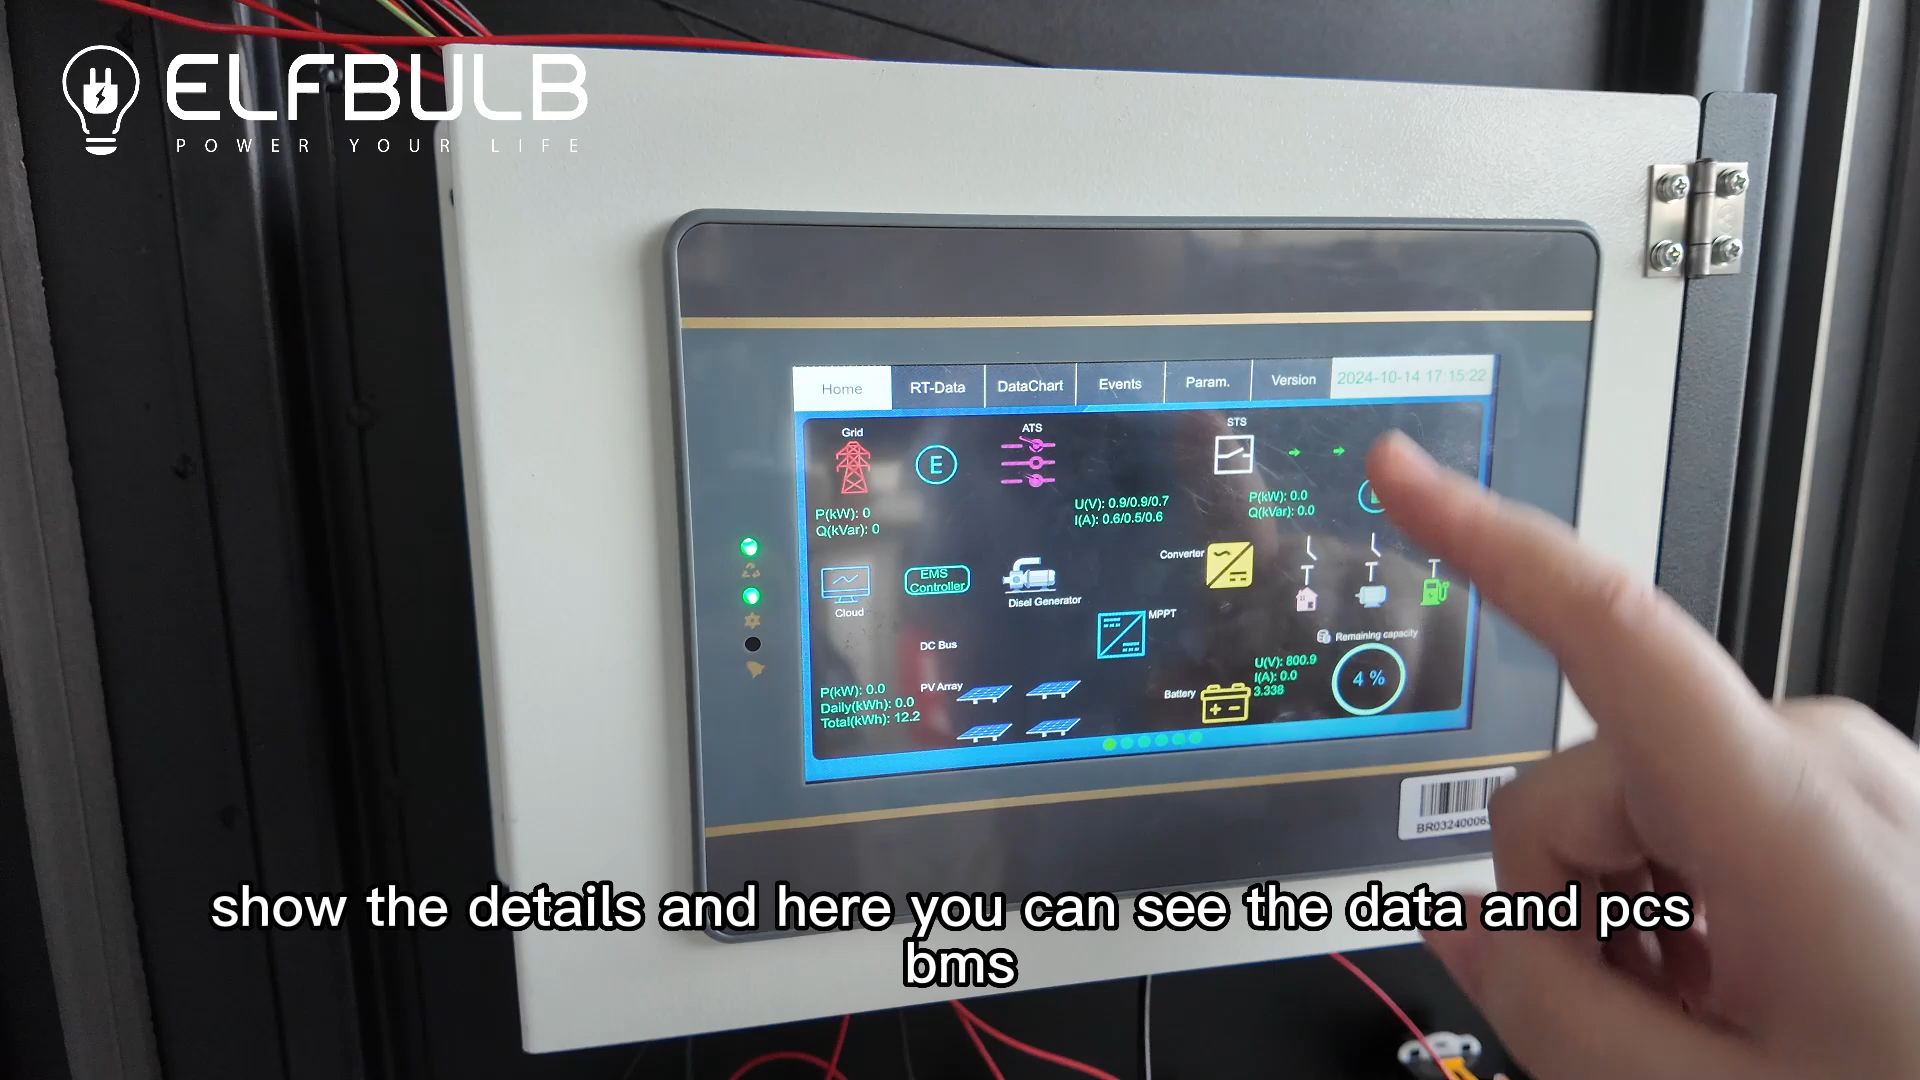 ELFBULB
POWER YOUR LIFE
Home
RT-Data
DataChart
Events
Param.
Version
2024-10-14 17:15:22
Grid
E
ATS
STS
P(kW): 0
Q(kVar): 0
U(V): 0.9/0.9/0.7
I(A): 0.6/0.5/0.6
P(kW): 0.0
Q(kVar): 0.0
Cloud
EMS
Controller
Disel Generator
Converter
MPPT
DC Bus
Remaining capacity
4 %
P(kW): 0.0
Daily(kWh): 0.0
Total(kWh): 12.2
PV Array
Battery
U(V): 800.9
I(A): 0.0
3.338
show the details and here you can see the data and pcs
bms